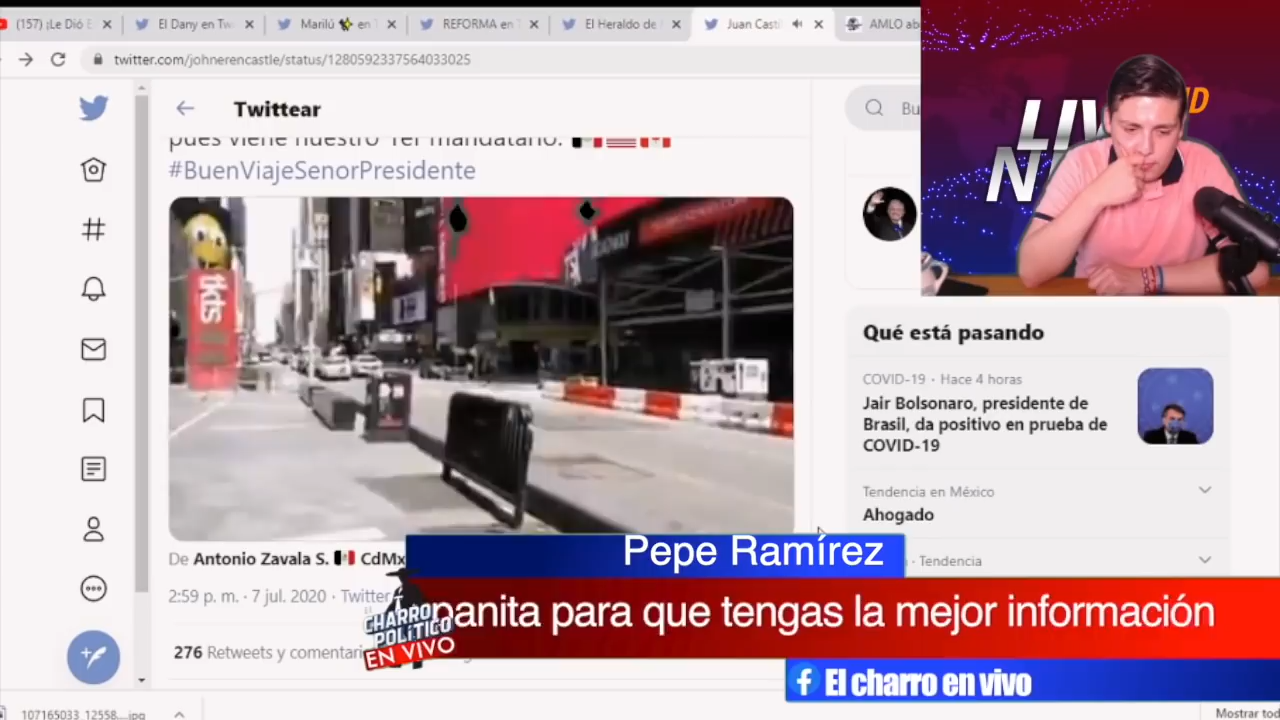 (157) ¡Le Dió E
El Dany en Tw
Marilú en
REFORMA en T
El Heraldo de
Juan Casti
AMLO ab
twitter.com/johnerencastle/status/1280592337564033025
Twittear
Bu
pues viene nuestro 1er mandatario.
#BuenViajeSenorPresidente
tkts
LIV
N
Qué está pasando
COVID-19 · Hace 4 horas
Jair Bolsonaro, presidente de
Brasil, da positivo en prueba de
COVID-19
Tendencia en México
Ahogado
· Tendencia
De Antonio Zavala S. CdMx
2:59 p. m. · 7 jul. 2020 · Twitter
276 Retweets y comentari
Pepe Ramírez
panita para que tengas la mejor información
CHARRO
POLÍTICO
EN VIVO
El charro en vivo
107165033_12558....jpg
Mostrar tod